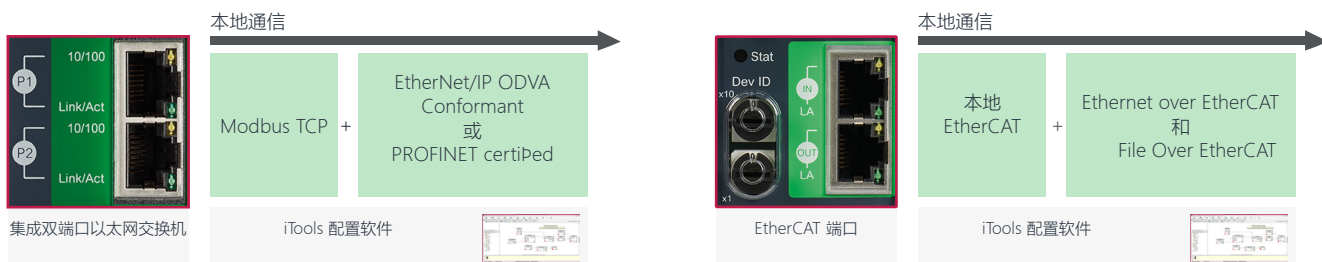 本地通信
10/100
P1
Link/Act
10/100
P2
Link/Act
Modbus TCP
+
EtherNet/IP ODVA
Conformant
或
PROFINET certiÞed
集成双端口以太网交换机
iTools 配置软件
本地通信
Stat
Dev ID
x10
IN
LA
OUT
LA
x1
本地
EtherCAT
+
Ethernet over EtherCAT
和
File Over EtherCAT
EtherCAT 端口
iTools 配置软件